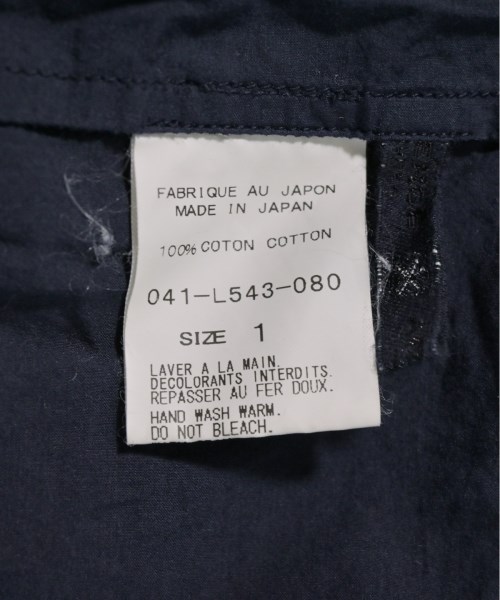 FABRIQUE AU JAPON
MADE IN JAPAN
100% COTON COTTON
041-L543-080
SIZE 1
LAVER A LA MAIN.
DECOLORANTS INTERDITS.
REPASSER AU FER DOUX.
HAND WASH WARM.
DO NOT BLEACH.